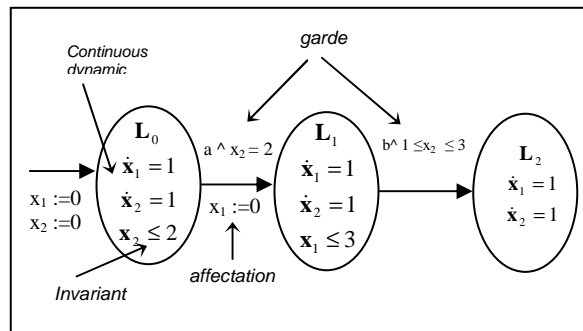 garde
Continuous
dynamic
L₀
ẋ₁ = 1
ẋ₂ = 1
x₂ ≤ 2
x₁ :=0
x₂ :=0
Invariant
a ^ x₂ = 2
x₁ :=0
affectation
L₁
ẋ₁ = 1
ẋ₂ = 1
x₁ ≤ 3
b^ 1 ≤x₂ ≤ 3
L₂
ẋ₁ = 1
ẋ₂ = 1